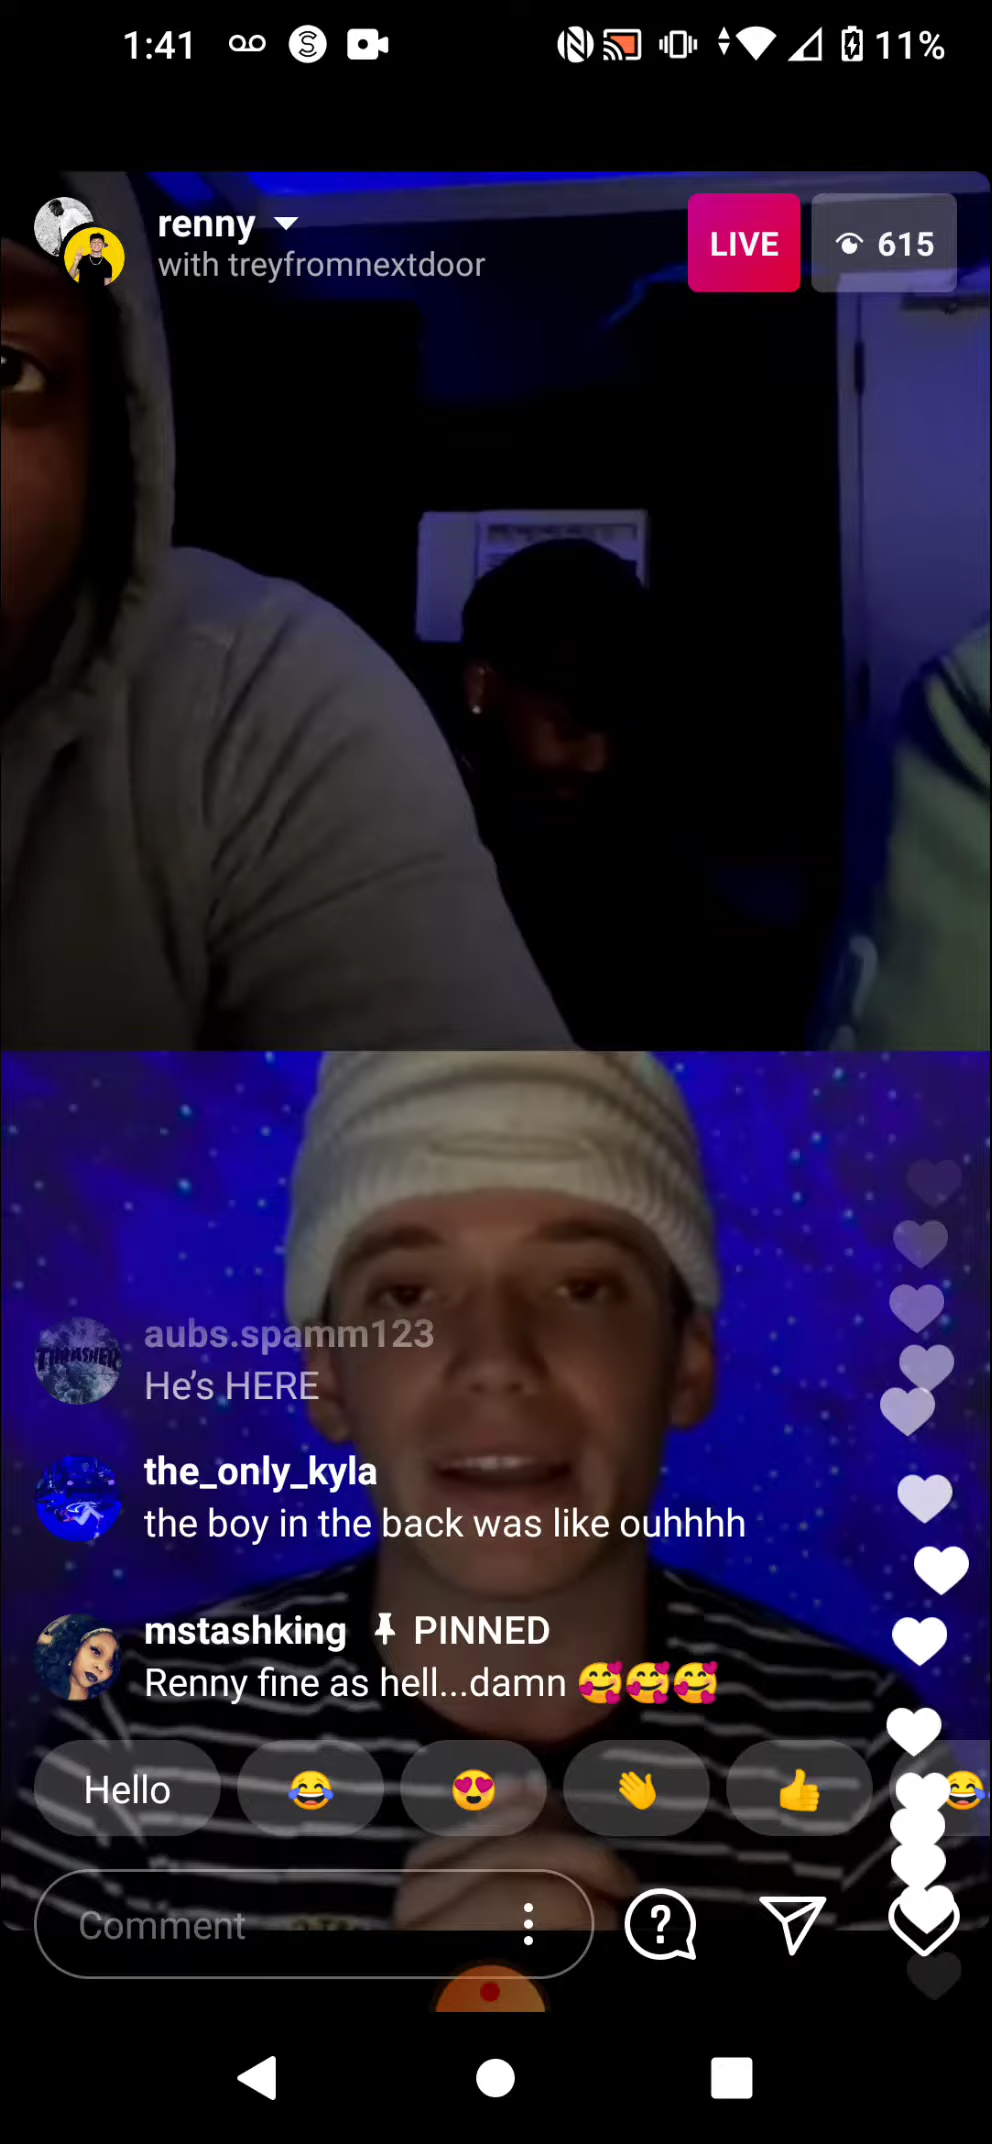 1:41 11%
renny
with treyfromnextdoor
LIVE 615
aubs.spamm123
He’s HERE
THRASHER
the_only_kyla
the boy in the back was like ouhhhh
mstashking PINNED
Renny fine as hell...damn 🥰🥰🥰
Hello 😂 😍 👋 👍 😂
Comment